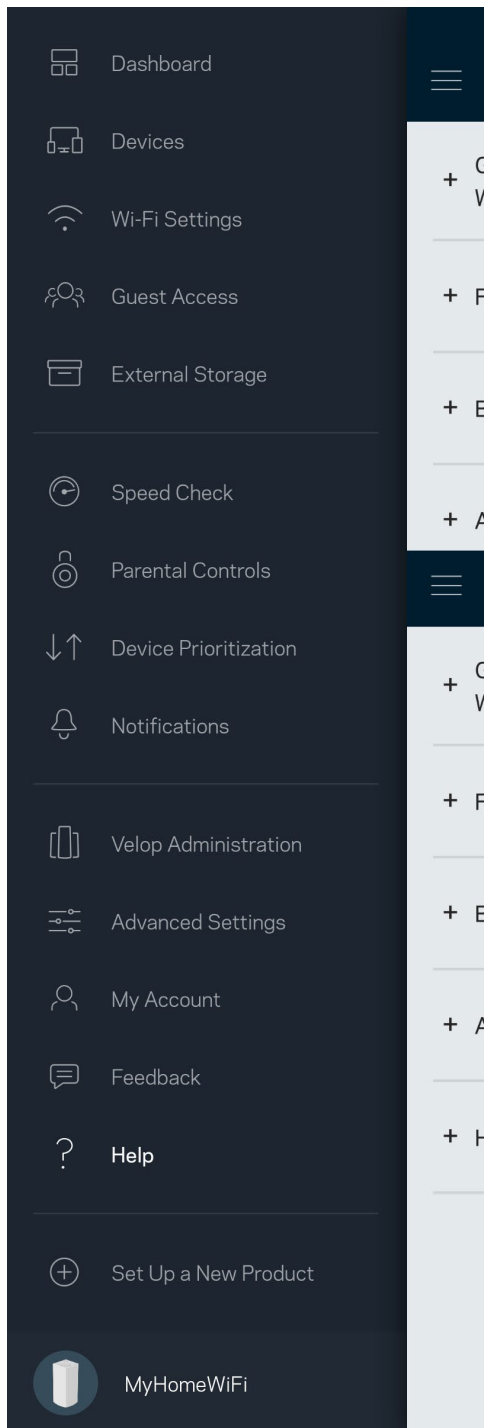 Dashboard
Devices
Wi-Fi Settings
Guest Access
External Storage
Speed Check
Parental Controls
Device Prioritization
Notifications
Velop Administration
Advanced Settings
My Account
Feedback
Help
Set Up a New Product
MyHomeWiFi